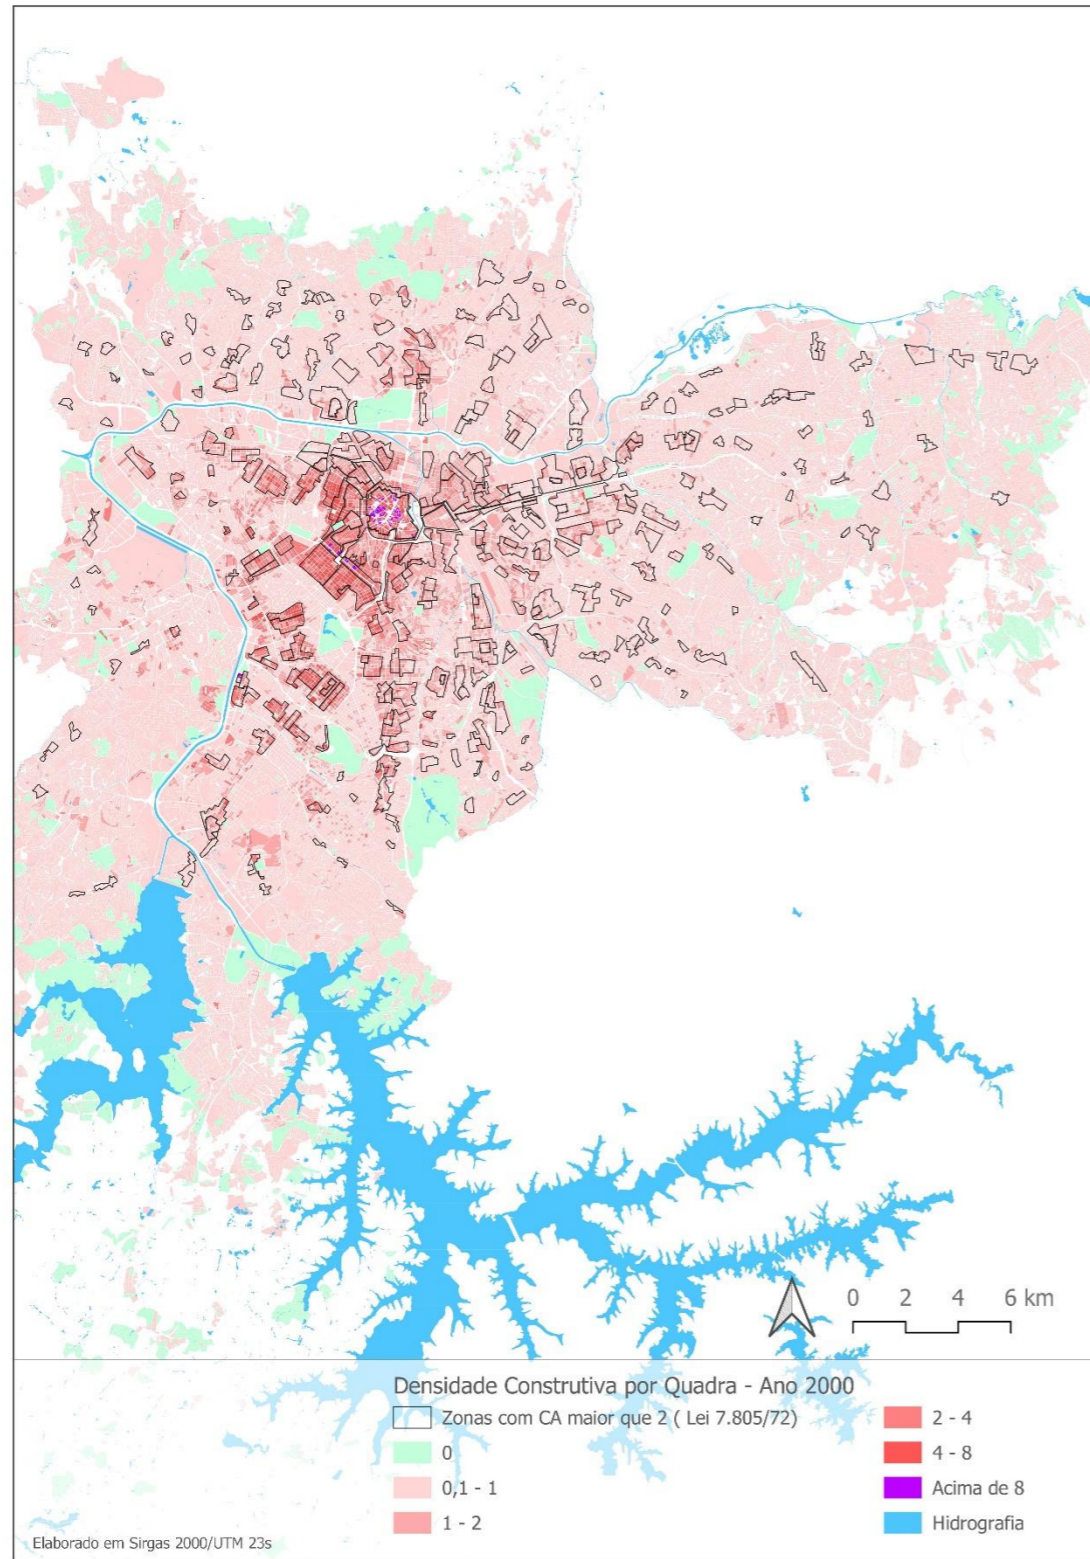 0 2 4 6 km
Densidade Construtiva por Quadra - Ano 2000
Zonas com CA maior que 2 ( Lei 7.805/72)
0
0,1 - 1
1 - 2
2 - 4
4 - 8
Acima de 8
Hidrografia
Elaborado em Sirgas 2000/UTM 23s